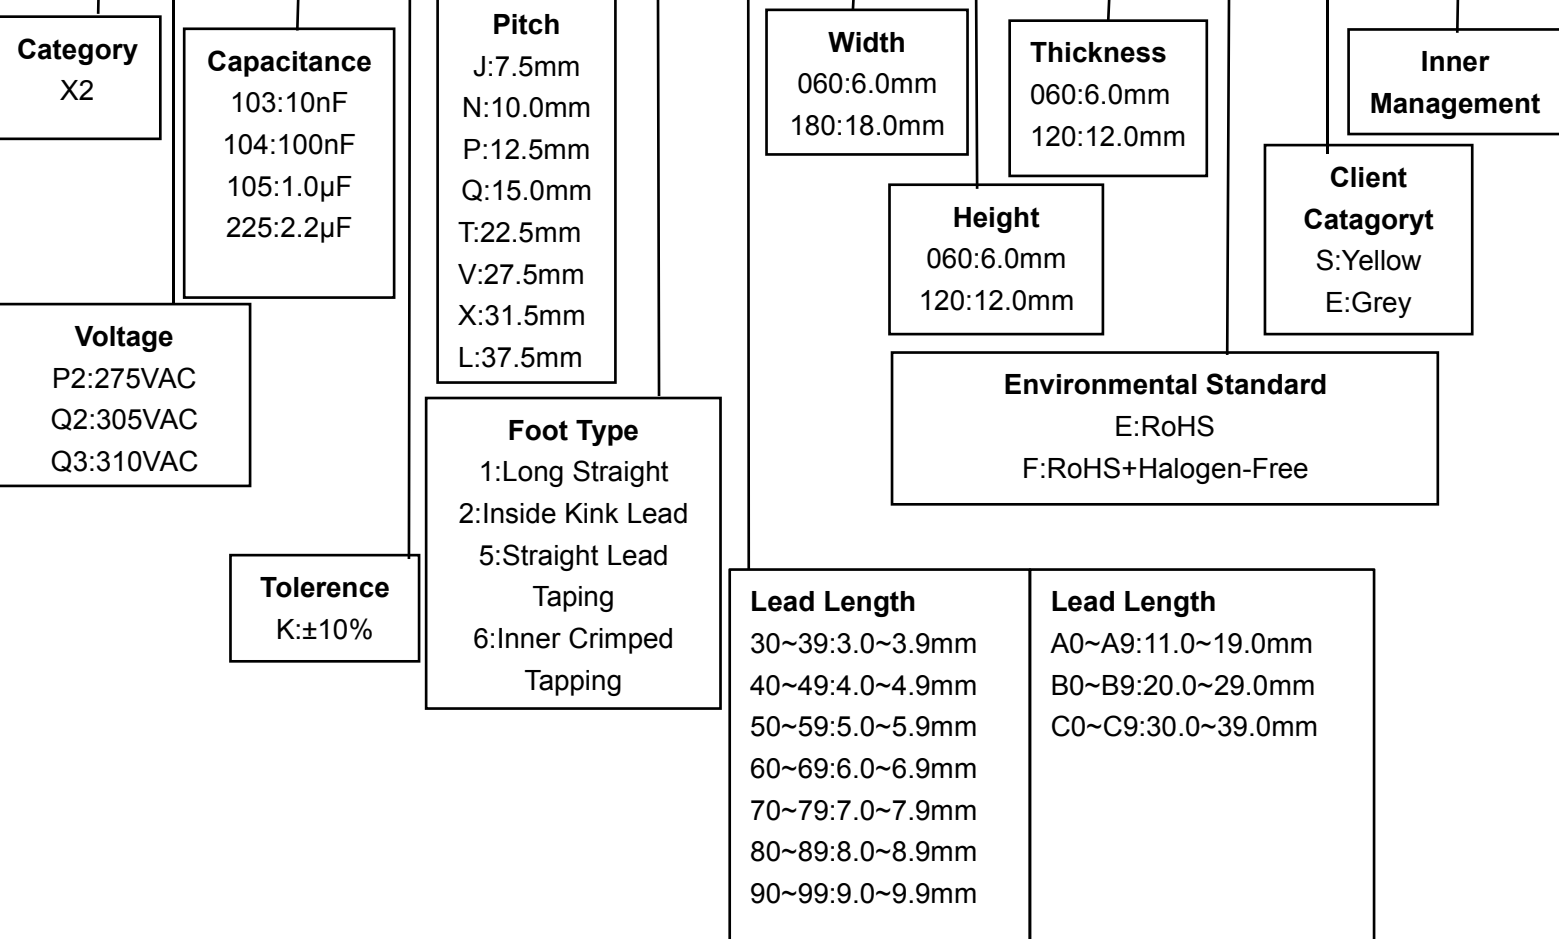 Category
X2
Capacitance
103:10nF
104:100nF
105:1.0μF
225:2.2μF
Pitch
J:7.5mm
N:10.0mm
P:12.5mm
Q:15.0mm
T:22.5mm
V:27.5mm
X:31.5mm
L:37.5mm
Width
060:6.0mm
180:18.0mm
Thickness
060:6.0mm
120:12.0mm
Inner
Management
Height
060:6.0mm
120:12.0mm
Client
Catagoryt
S:Yellow
E:Grey
Voltage
P2:275VAC
Q2:305VAC
Q3:310VAC
Environmental Standard
E:RoHS
F:RoHS+Halogen-Free
Foot Type
1:Long Straight
2:Inside Kink Lead
5:Straight Lead
Taping
6:Inner Crimped
Tapping
Tolerence
K:±10%
Lead Length
30~39:3.0~3.9mm
40~49:4.0~4.9mm
50~59:5.0~5.9mm
60~69:6.0~6.9mm
70~79:7.0~7.9mm
80~89:8.0~8.9mm
90~99:9.0~9.9mm
Lead Length
A0~A9:11.0~19.0mm
B0~B9:20.0~29.0mm
C0~C9:30.0~39.0mm